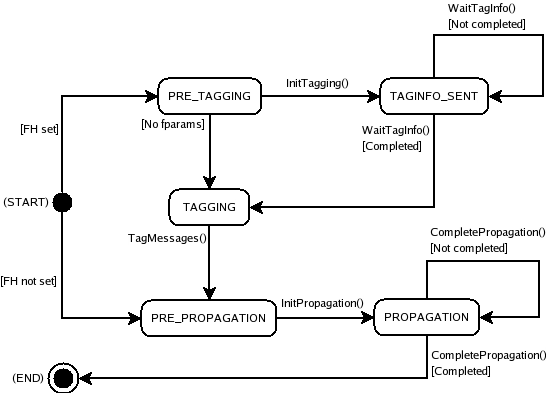 WaitTagInfo()
[Not completed]
InitTagging()
PRE_TAGGING
TAGINFO_SENT
[FH set]
[No fparams]
WaitTagInfo()
[Completed]
(START)
TAGGING
TagMessages()
CompletePropagation()
[Not completed]
[FH not set]
InitPropagation()
PRE_PROPAGATION
PROPAGATION
CompletePropagation()
[Completed]
(END)